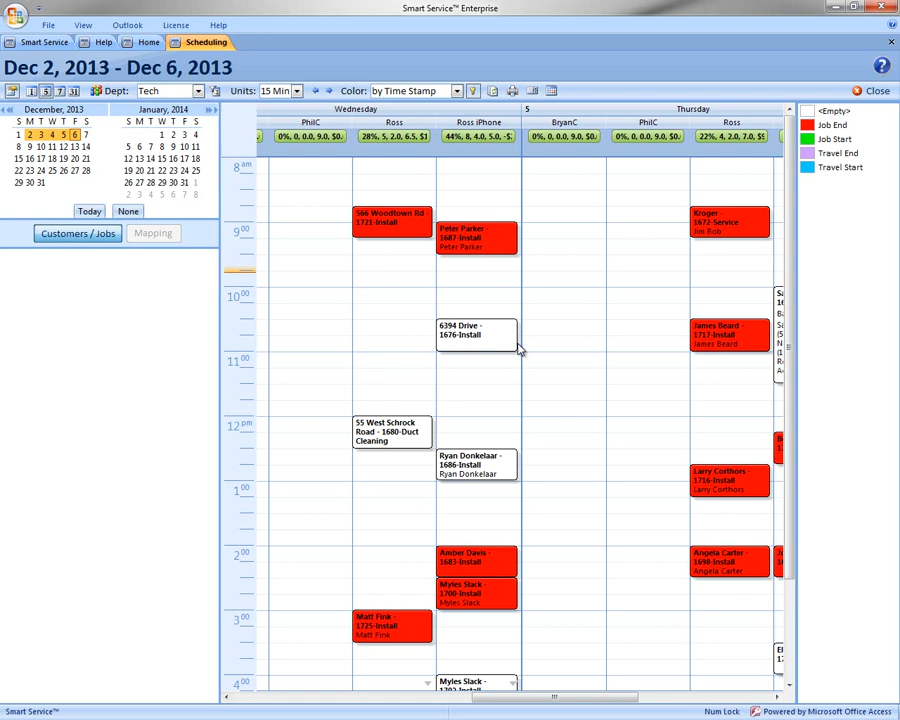 Smart Service™ Enterprise
File View Outlook License Help
Smart Service Help Home Scheduling
Dec 2, 2013 - Dec 6, 2013
1 5 7 31 Dept: Tech Units: 15 Min Color: by Time Stamp Close
December, 2013 January, 2014
S M T W T F S S M T W T F S
1 2 3 4 5 6 7 1 2 3 4
8 9 10 11 12 13 14 5 6 7 8 9 10 11
15 16 17 18 19 20 21 12 13 14 15 16 17 18
22 23 24 25 26 27 28 19 20 21 22 23 24 25
29 30 31 26 27 28 29 30 31 1
2 3 4 5 6 7 8
Today None
Customers / Jobs Mapping
Wednesday 5 Thursday
PhilC Ross Ross iPhone BryanC PhilC Ross
0%, 0, 0.0, 9.0, $0. 28%, 5, 2.0, 6.5, $1 44%, 8, 4.0, 5.0, -$ 0%, 0, 0.0, 9.0, $0. 0%, 0, 0.0, 9.0, $0. 22%, 4, 2.0, 7.0, $9
8 am
9 00
10 00
11 00
12 pm
1 00
2 00
3 00
4 00
566 Woodtown Rd -
1721-Install
55 West Schrock
Road - 1680-Duct
Cleaning
Matt Fink -
1725-Install
Matt Fink
Peter Parker -
1687-Install
Peter Parker
6394 Drive -
1676-Install
Ryan Donkelaar -
1686-Install
Ryan Donkelaar
Amber Davis -
1683-Install
Myles Slack -
1700-Install
Myles Slack
Myles Slack -
Kroger -
1672-Service
Jim Bob
James Beard -
1717-Install
James Beard
Larry Corthors -
1716-Install
Larry Corthors
Angela Carter -
1698-Install
Angela Carter
<Empty>
Job End
Job Start
Travel End
Travel Start
Smart Service™ Num Lock Powered by Microsoft Office Access